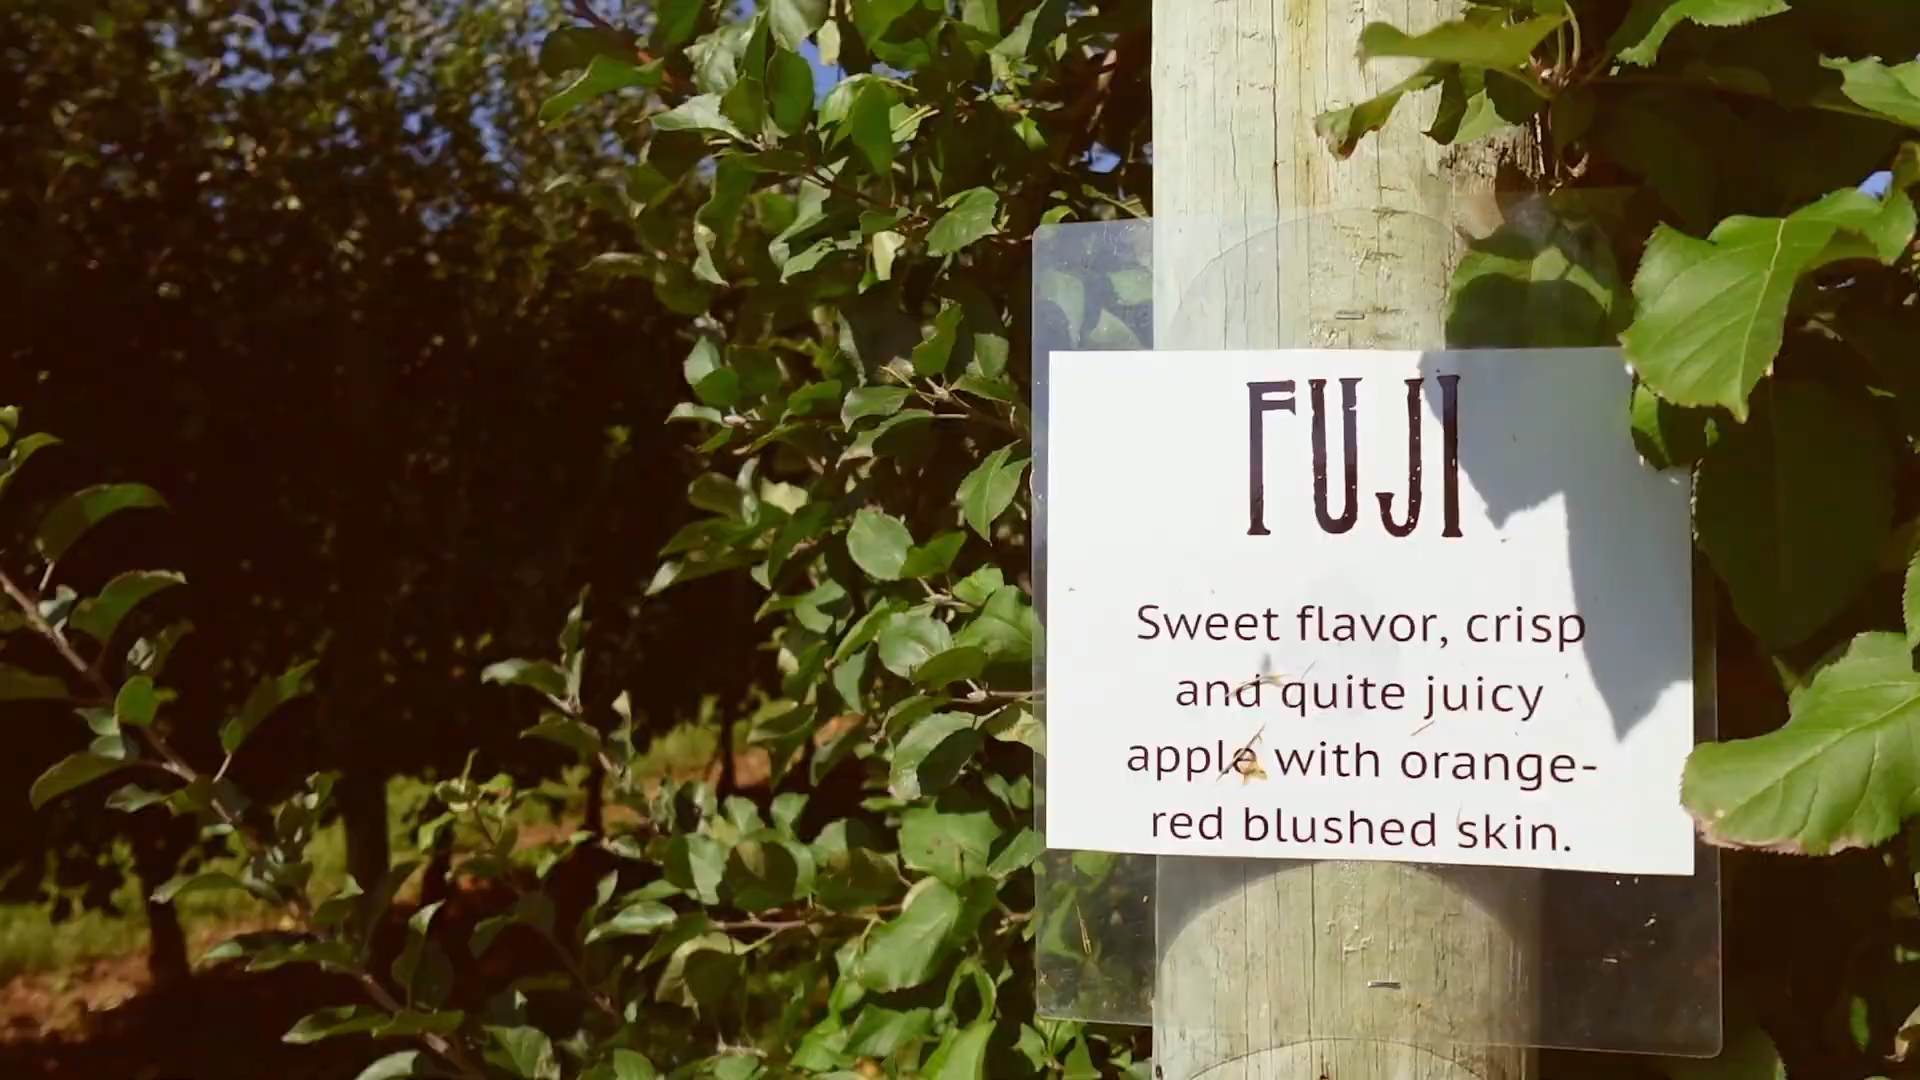 FUJI
Sweet flavor, crisp
and quite juicy
apple with orange-
red blushed skin.